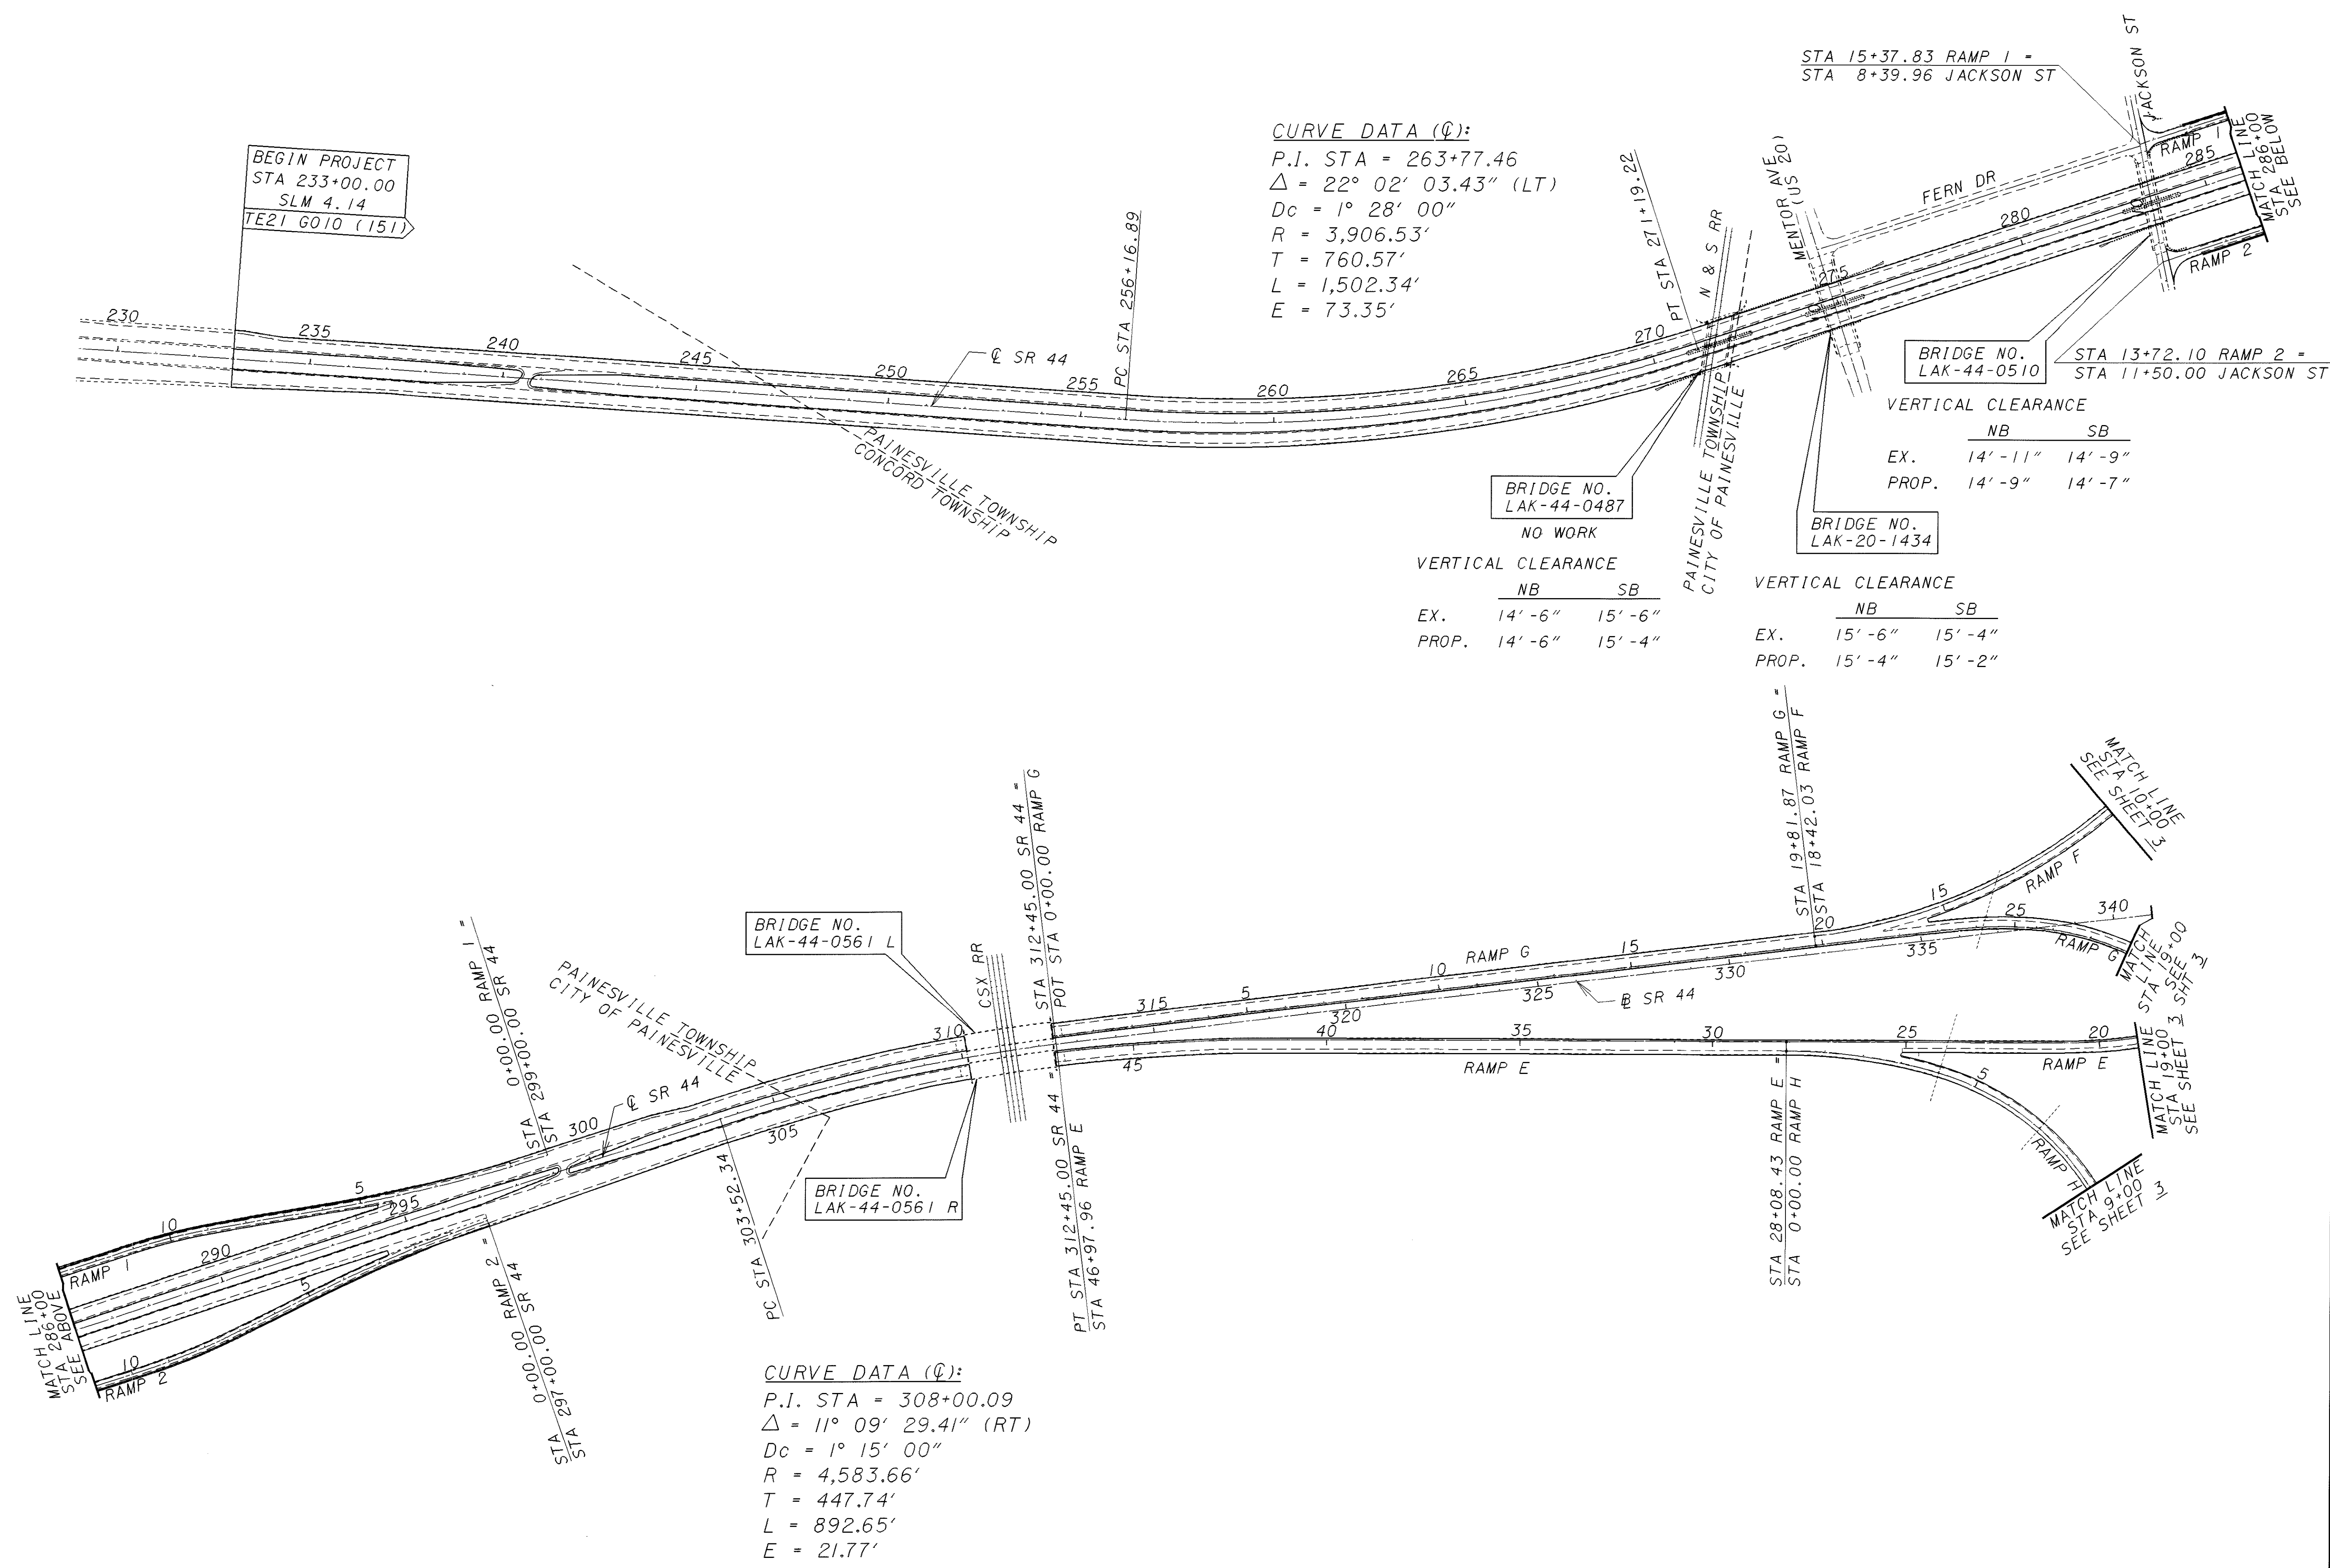 BEGIN PROJECT
STA 233+00.00
SLM 4.14
TE21 G010 (151)
230
235
240
245
250
255
260
265
270
275
280
285
℄ SR 44
PAINESVILLE TOWNSHIP
CONCORD TOWNSHIP
PC STA 256+16.89
CURVE DATA (℄):
P.I. STA = 263+77.46
△ = 22° 02' 03.43" (LT)
Dc = 1° 28' 00"
R = 3,906.53'
T = 760.57'
L = 1,502.34'
E = 73.35'
PT STA 271+19.22
N & S RR
PAINESVILLE TOWNSHIP
CITY OF PAINESVILLE
MENTOR AVE
(US 20)
FERN DR
STA 15+37.83 RAMP 1 =
STA 8+39.96 JACKSON ST
JACKSON ST
RAMP 1
RAMP 2
MATCH LINE
STA 286+00
SEE BELOW
BRIDGE NO.
LAK-44-0510
STA 13+72.10 RAMP 2 =
STA 11+50.00 JACKSON ST
VERTICAL CLEARANCE
NB SB
EX. 14'-11" 14'-9"
PROP. 14'-9" 14'-7"
BRIDGE NO.
LAK-44-0487
NO WORK
VERTICAL CLEARANCE
NB SB
EX. 14'-6" 15'-6"
PROP. 14'-6" 15'-4"
BRIDGE NO.
LAK-20-1434
VERTICAL CLEARANCE
NB SB
EX. 15'-6" 15'-4"
PROP. 15'-4" 15'-2"
MATCH LINE
STA 286+00
SEE ABOVE
RAMP 1
RAMP 2
10
5
290
295
10
5
0+00.00 RAMP 1 =
STA
STA 299+00.00 SR 44
0+00.00 RAMP 2 =
STA
STA 297+00.00 SR 44
300
℄ SR 44
PAINESVILLE TOWNSHIP
CITY OF PAINESVILLE
PC STA 303+52.34
305
310
BRIDGE NO.
LAK-44-0561 L
BRIDGE NO.
LAK-44-0561 R
CSX RR
STA 312+45.00 SR 44 =
POT STA 0+00.00 RAMP G
PT STA 312+45.00 SR 44 =
STA 46+97.96 RAMP E
CURVE DATA (℄):
P.I. STA = 308+00.09
△ = 11° 09' 29.41" (RT)
Dc = 1° 15' 00"
R = 4,583.66'
T = 447.74'
L = 892.65'
E = 21.77'
315
5
320
10
325
15
330
20
335
25
340
RAMP G
B SR 44
45
40
35
30
25
20
RAMP E
STA 19+81.87 RAMP G =
STA 18+42.03 RAMP F
STA 28+08.43 RAMP E =
STA 0+00.00 RAMP H
15
RAMP F
MATCH LINE
STA 10+00
SEE SHEET 3
RAMP G
MATCH LINE
STA 29+00
SEE SHT 3
RAMP E
MATCH LINE
STA 19+00
SEE SHEET 3
5
RAMP H
MATCH LINE
STA 9+00
SEE SHEET 3